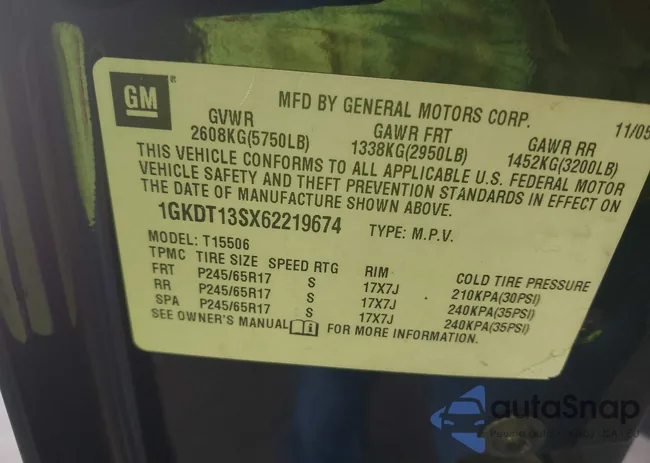 GM
MFD BY GENERAL MOTORS CORP. 11/05
GVWR GAWR FRT GAWR RR
2608KG(5750LB) 1338KG(2950LB) 1452KG(3200LB)
THIS VEHICLE CONFORMS TO ALL APPLICABLE U.S. FEDERAL MOTOR
VEHICLE SAFETY AND THEFT PREVENTION STANDARDS IN EFFECT ON
THE DATE OF MANUFACTURE SHOWN ABOVE.
1GKDT13SX62219674 TYPE: M.P.V.
MODEL: T15506
TPMC TIRE SIZE SPEED RTG RIM COLD TIRE PRESSURE
FRT P245/65R17 S 17X7J 210KPA(30PSI)
RR P245/65R17 S 17X7J 240KPA(35PSI)
SPA P245/65R17 S 17X7J 240KPA(35PSI)
SEE OWNER'S MANUAL FOR MORE INFORMATION.
autoSnap